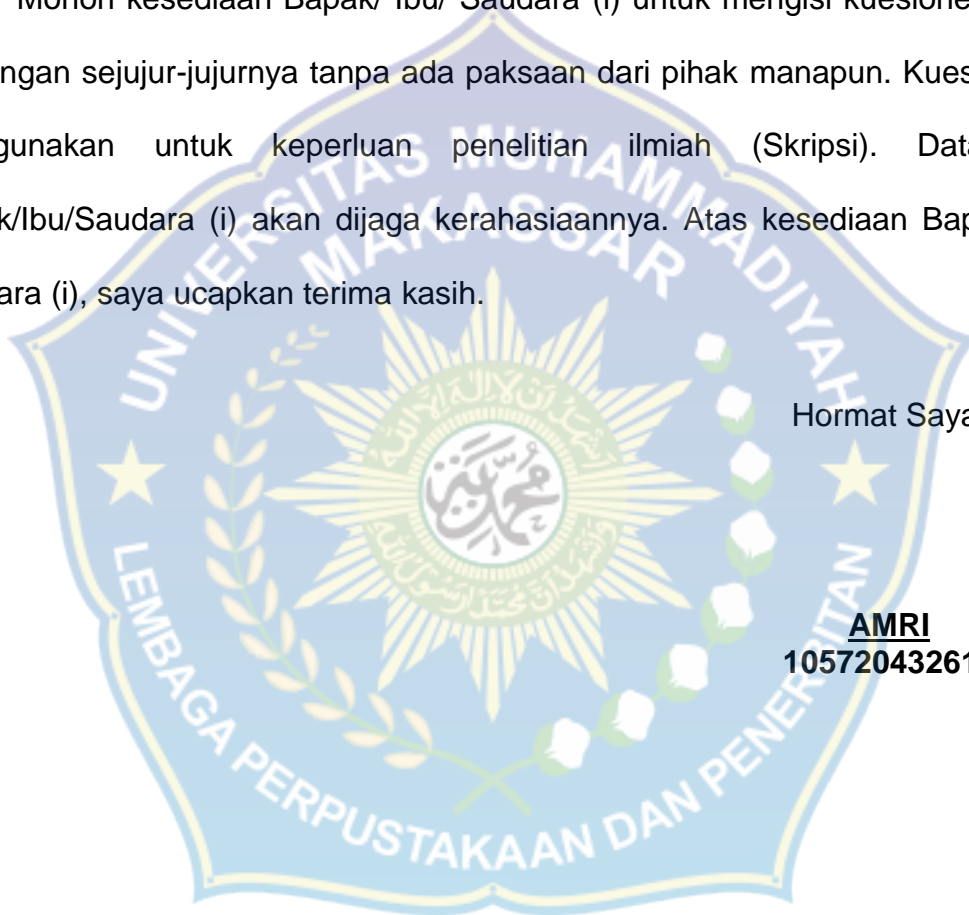 Mohon kesediaan Bapak/ Ibu/ Saudara (i) untuk mengisi kuesione
ngan sejujur-jujurnya tanpa ada paksaan dari pihak manapun. Kues
gunakan untuk keperluan penelitian ilmiah (Skripsi). Data
k/Ibu/Saudara (i) akan dijaga kerahasiaannya. Atas kesediaan Bap
ara (i), saya ucapkan terima kasih.
Hormat Saya
AMRI
10572043261
UNIVERSITAS MUHAMMADIYAH
MAKASSAR
LEMBAGA PERPUSTAKAAN DAN PENERBITAN
محمد